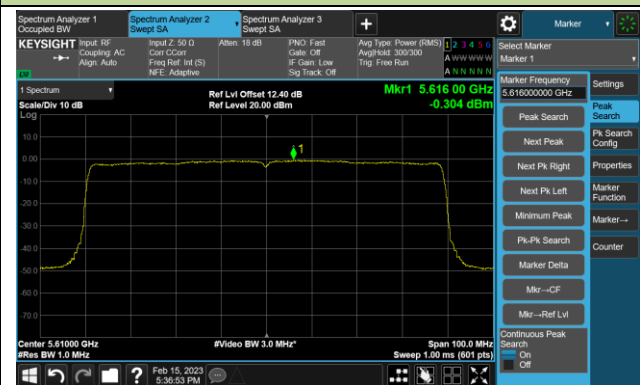 Spectrum Analyzer 1
Occupied BW
Spectrum Analyzer 2
Swept SA
Spectrum Analyzer 3
Swept SA
+
Marker
KEYSIGHT
Input: RF
Coupling: AC
Align: Auto
Input Z: 50 Ω
Corr CCorr
Freq Ref: Int (S)
NFE: Adaptive
Atten: 18 dB
PNO: Fast
Gate: Off
IF Gain: Low
Sig Track: Off
Avg Type: Power (RMS)
Avg|Hold: 300/300
Trig: Free Run
1 2 3 4 5 6
A W W W W W
A N N N N N
Select Marker
Marker 1
1 Spectrum
Scale/Div 10 dB
Log
Ref Lvl Offset 12.40 dB
Ref Level 20.00 dBm
Mkr1 5.616 00 GHz
-0.304 dBm
1
10.0
0.00
-10.0
-20.0
-30.0
-40.0
-50.0
-60.0
-70.0
Center 5.61000 GHz
#Res BW 1.0 MHz
#Video BW 3.0 MHz*
Span 100.0 MHz
Sweep 1.00 ms (601 pts)
Marker Frequency
5.616000000 GHz
Peak Search
Next Peak
Next Pk Right
Next Pk Left
Minimum Peak
Pk-Pk Search
Marker Delta
Mkr→CF
Mkr→Ref Lvl
Continuous Peak
Search
On
Off
Settings
Peak
Search
Pk Search
Config
Properties
Marker
Function
Marker→
Counter
?
Feb 15, 2023
5:36:53 PM